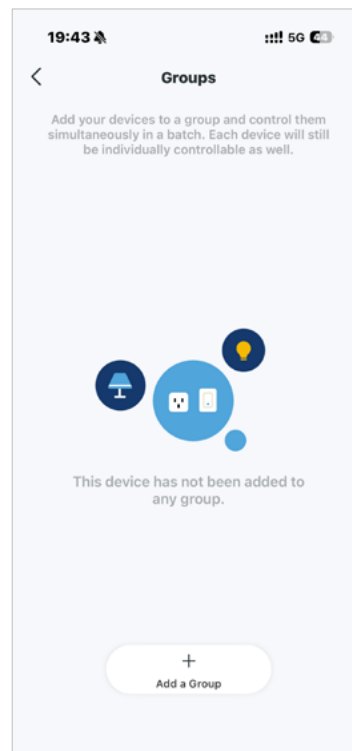 19:43 5G 44
Groups
Add your devices to a group and control them
simultaneously in a batch. Each device will still
be individually controllable as well.
This device has not been added to
any group.
+
Add a Group